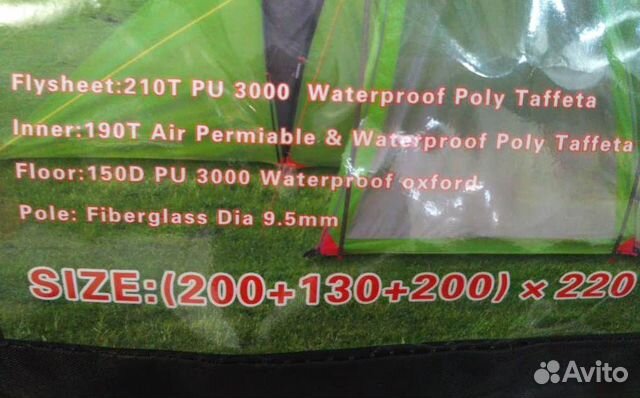 Flysheet:210T PU 3000 Waterproof Poly Taffeta
Inner:190T Air Permiable & Waterproof Poly Taffeta
Floor:150D PU 3000 Waterproof oxford
Pole: Fiberglass Dia 9.5mm
SIZE:(200+130+200) × 220
Avito